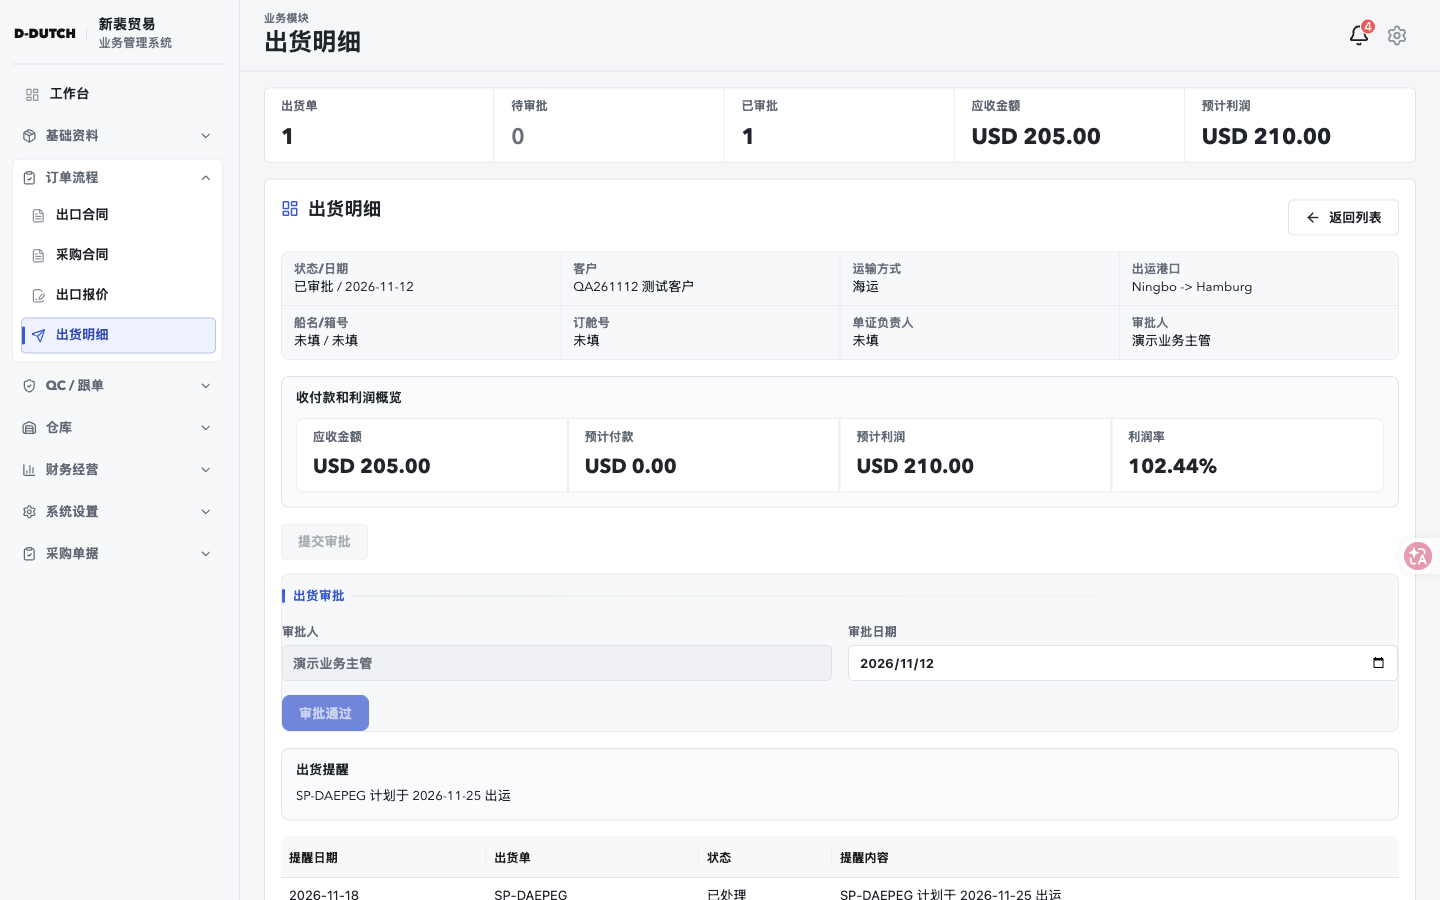 D-DUTCH
新裴贸易
业务管理系统
工作台
基础资料
订单流程
出口合同
采购合同
出口报价
出货明细
QC / 跟单
仓库
财务经营
系统设置
采购单据
业务模块
出货明细
4
出货单
1
待审批
0
已审批
1
应收金额
USD 205.00
预计利润
USD 210.00
出货明细
返回列表
状态/日期
已审批 / 2026-11-12
客户
QA261112 测试客户
运输方式
海运
出运港口
Ningbo -> Hamburg
船名/箱号
未填 / 未填
订舱号
未填
单证负责人
未填
审批人
演示业务主管
收付款和利润概览
应收金额
USD 205.00
预计付款
USD 0.00
预计利润
USD 210.00
利润率
102.44%
提交审批
出货审批
审批人
演示业务主管
审批日期
2026/11/12
审批通过
出货提醒
SP-DAEPEG 计划于 2026-11-25 出运
提醒日期
出货单
状态
提醒内容
2026-11-18
SP-DAEPEG
已处理
SP-DAEPEG 计划于 2026-11-25 出运